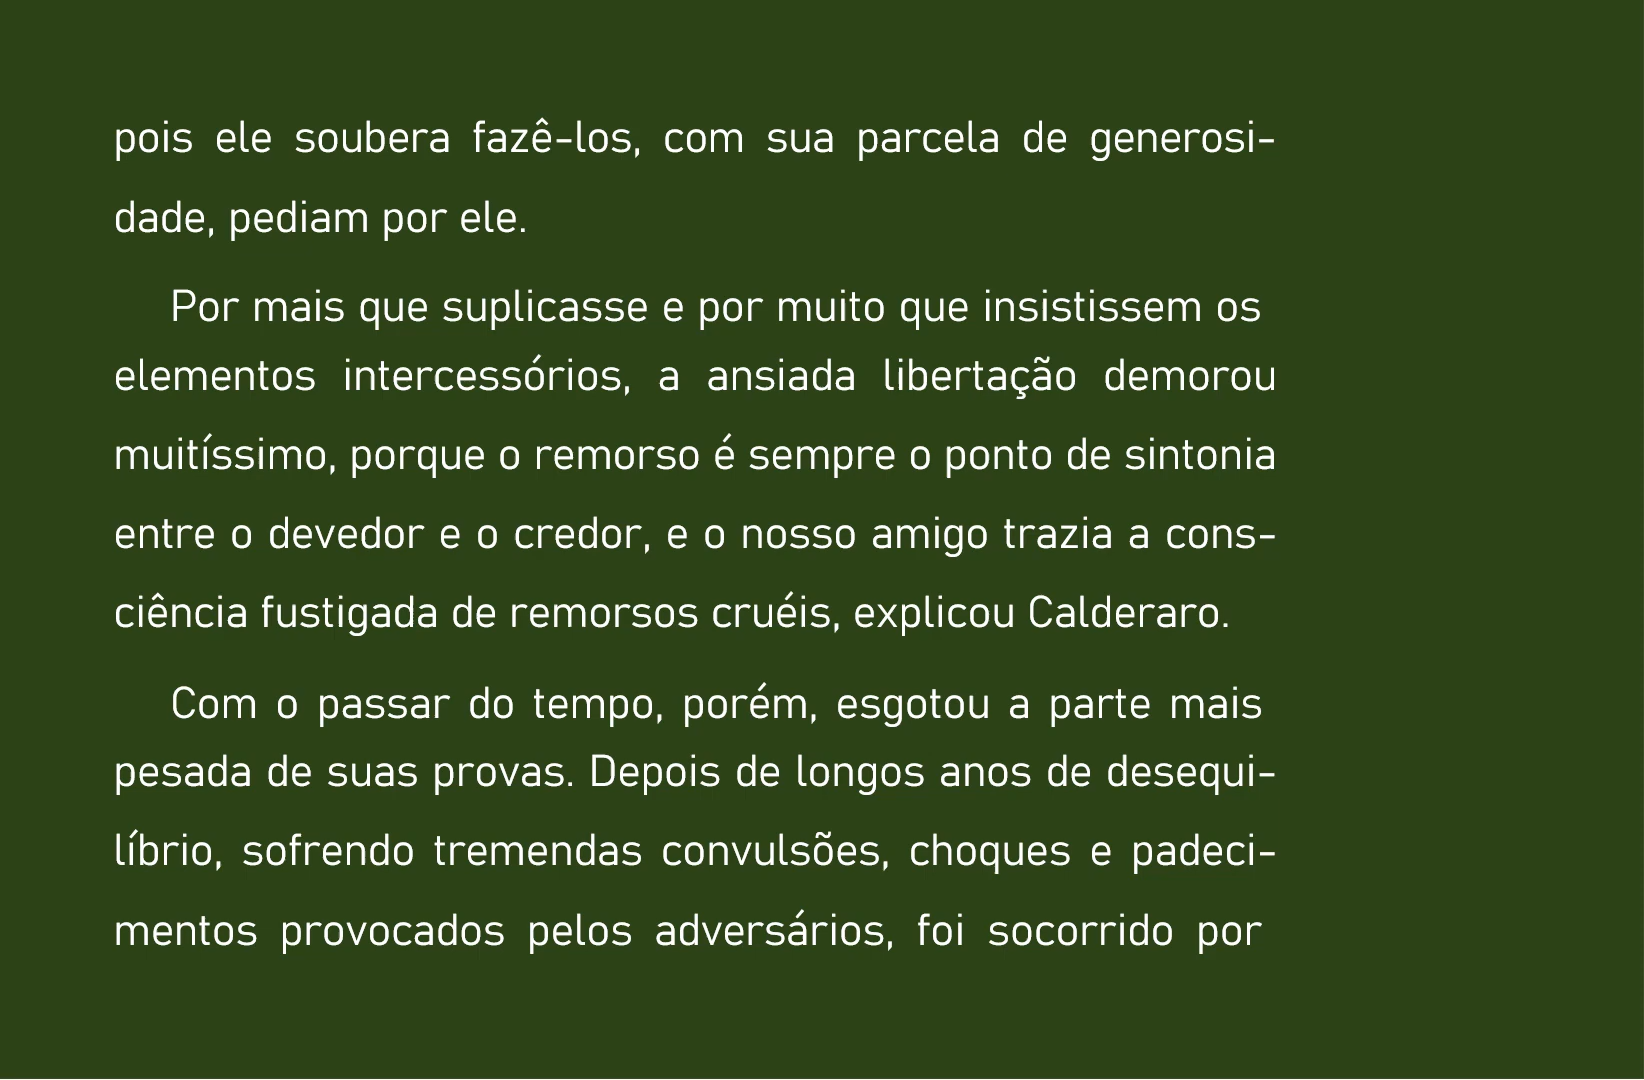 pois ele soubera fazê-los, com sua parcela de generosi-
dade, pediam por ele.
Por mais que suplicasse e por muito que insistissem os
elementos intercessórios, a ansiada libertação demorou
muitíssimo, porque o remorso é sempre o ponto de sintonia
entre o devedor e o credor, e o nosso amigo trazia a cons-
ciência fustigada de remorsos cruéis, explicou Calderaro.
Com o passar do tempo, porém, esgotou a parte mais
pesada de suas provas. Depois de longos anos de desequi-
líbrio, sofrendo tremendas convulsões, choques e padeci-
mentos provocados pelos adversários, foi socorrido por